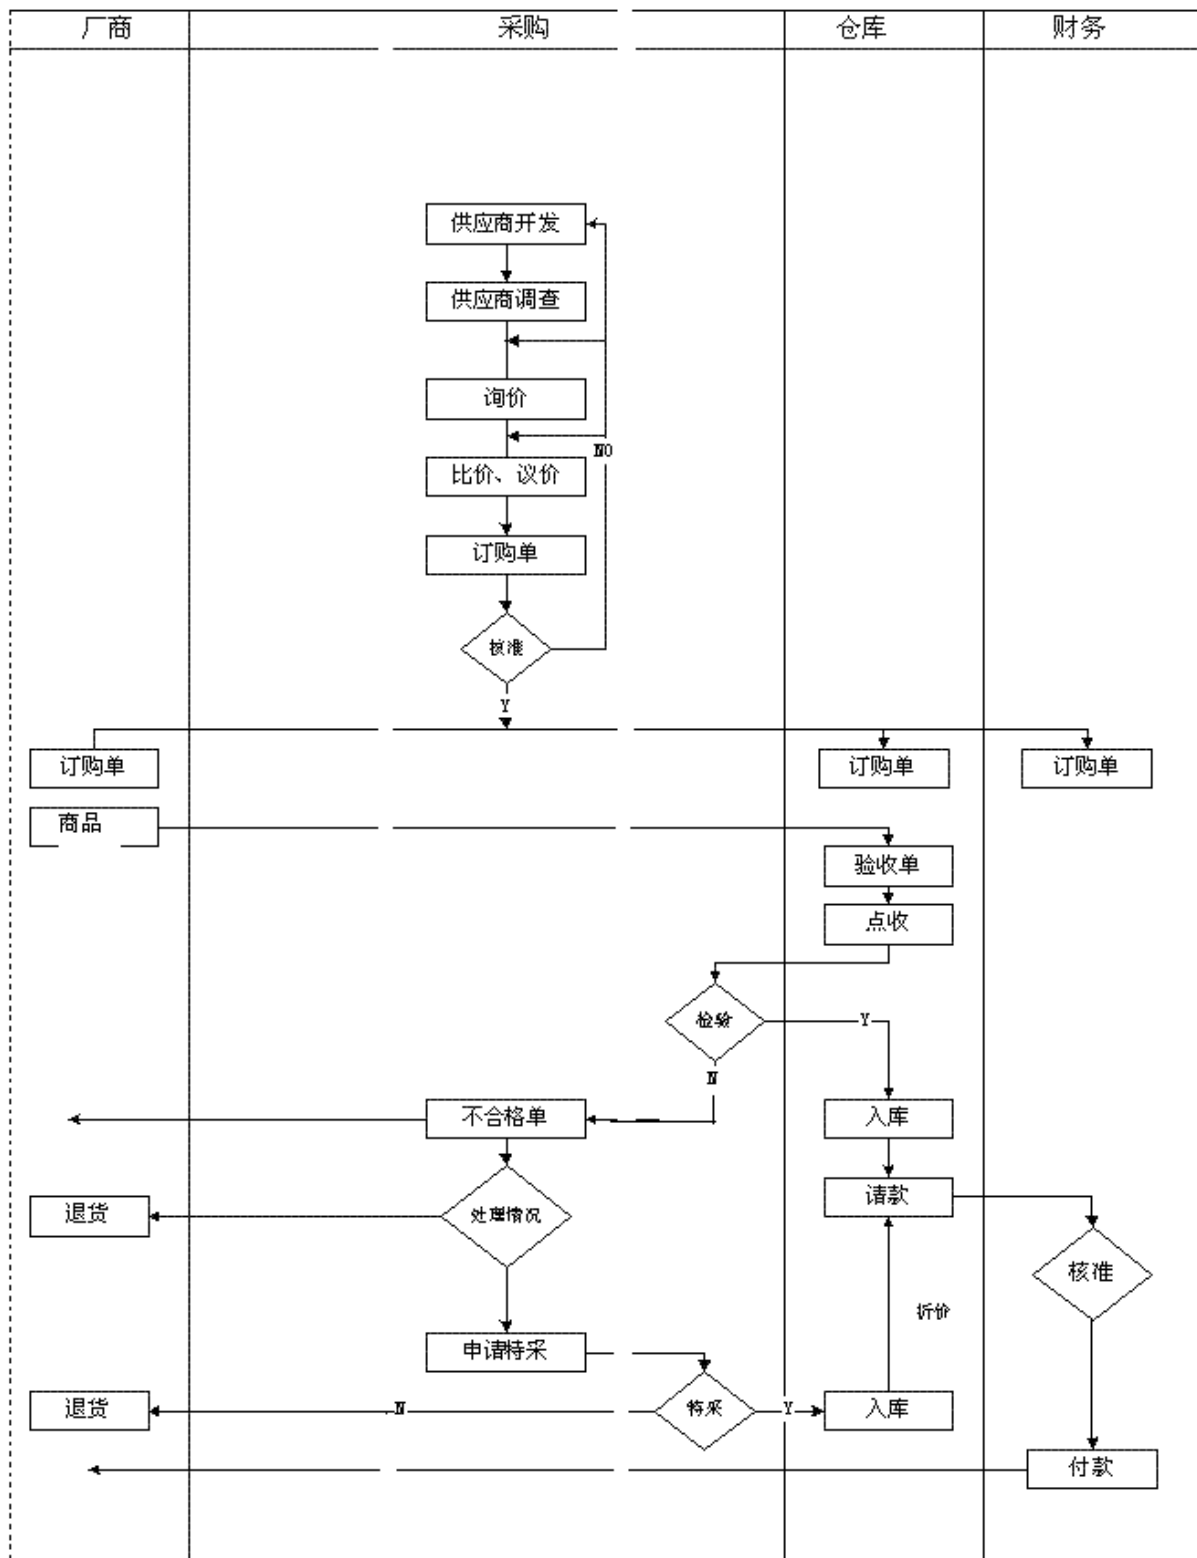 厂商 采购 仓库 财务
供应商开发
供应商调查
询价
NO
比价、议价
订购单
核准
Y
订购单 订购单 订购单
商品
验收单
点收
检验 Y
N
不合格单 入库
请款
退货 处理情况
核准
折价
申请特采
退货 N 特采 Y 入库
付款